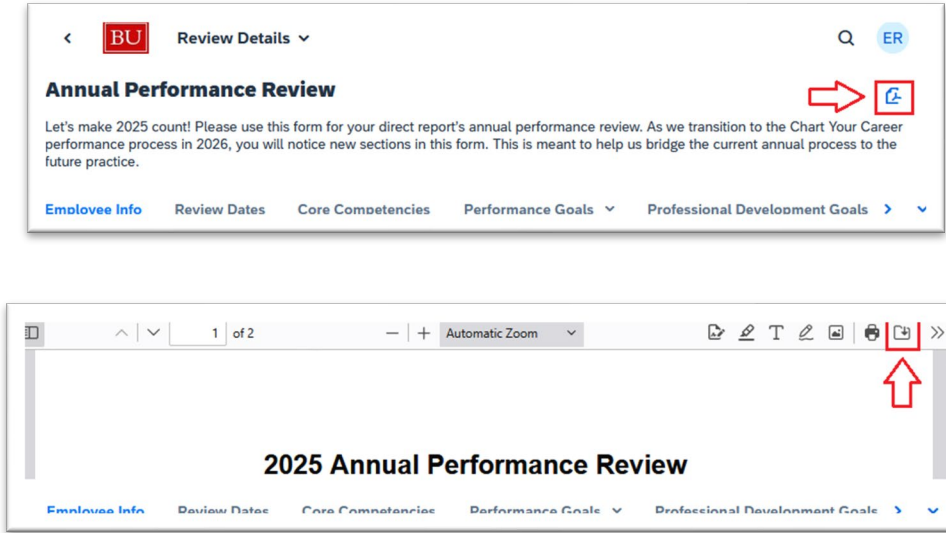 BU Review Details ER
Annual Performance Review
Let's make 2025 count! Please use this form for your direct report's annual performance review. As we transition to the Chart Your Career
performance process in 2026, you will notice new sections in this form. This is meant to help us bridge the current annual process to the
future practice.
Employee Info Review Dates Core Competencies Performance Goals Professional Development Goals
1 of 2 Automatic Zoom
2025 Annual Performance Review
Employee Info Review Dates Core Competencies Performance Goals Professional Development Goals